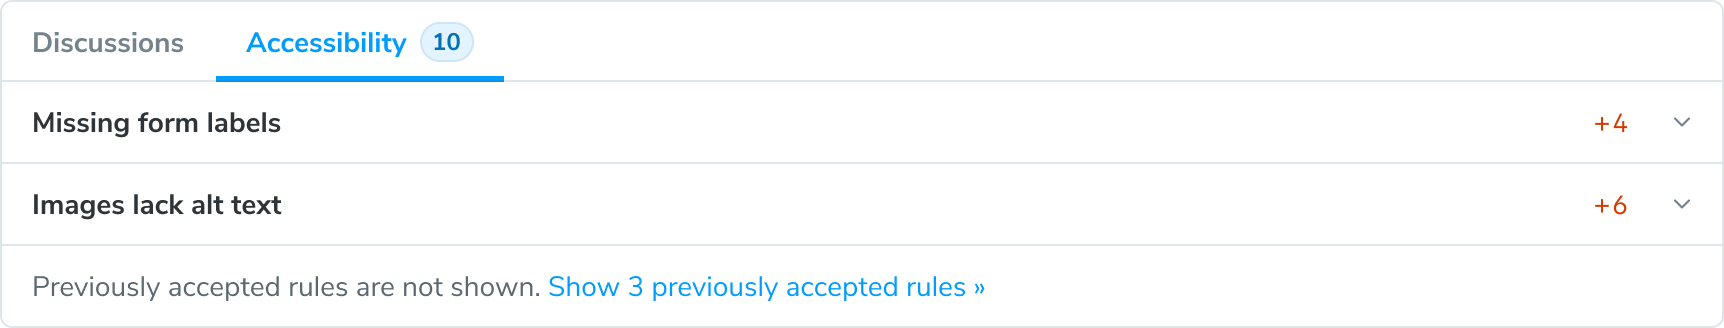 Discussions Accessibility 10
Missing form labels +4
Images lack alt text +6
Previously accepted rules are not shown. Show 3 previously accepted rules »